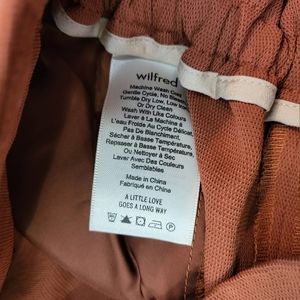 wilfred
Machine Wash Cold
Gentle Cycle, No Bleach
Tumble Dry Low, Low Iron
Or Dry Clean
Wash With Like Colours
Laver À La Machine À
L'eau Froide Au Cycle Délicat,
Pas De Blanchiment,
Sécher à Basse Température,
Repasser à Basse Température,
Ou Nettoyer à Sec
Laver Avec Des Couleurs
Semblables
Made in China
Fabriqué en China
A LITTLE LOVE
GOES A LONG WAY